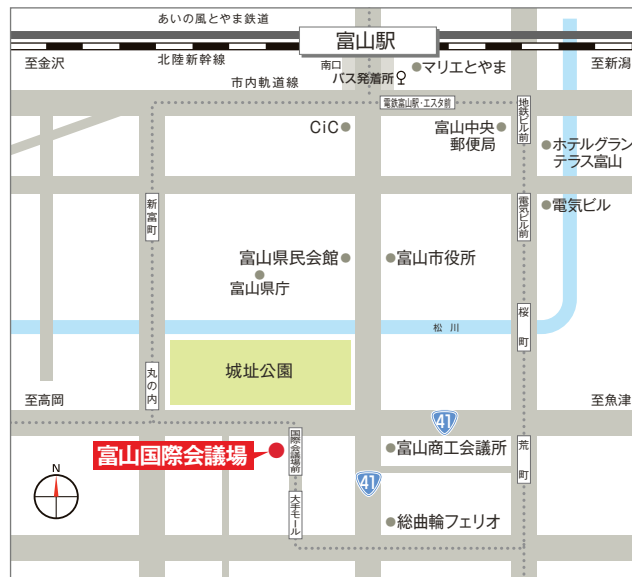 あいの風とやま鉄道
富山駅
至金沢
北陸新幹線
南口
バス発着所
マリエとやま
至新潟
市内軌道線
電鉄富山駅・エスタ前
地鉄ビル前
CiC
富山中央
郵便局
ホテルグラン
テラス富山
新富町
電気ビル前
電気ビル
富山県民会館
富山市役所
富山県庁
桜町
松川
城址公園
丸の内
至高岡
至魚津
41
国際会議場前
富山国際会議場
富山商工会議所
荒町
41
N
大手モール
総曲輪フェリオ